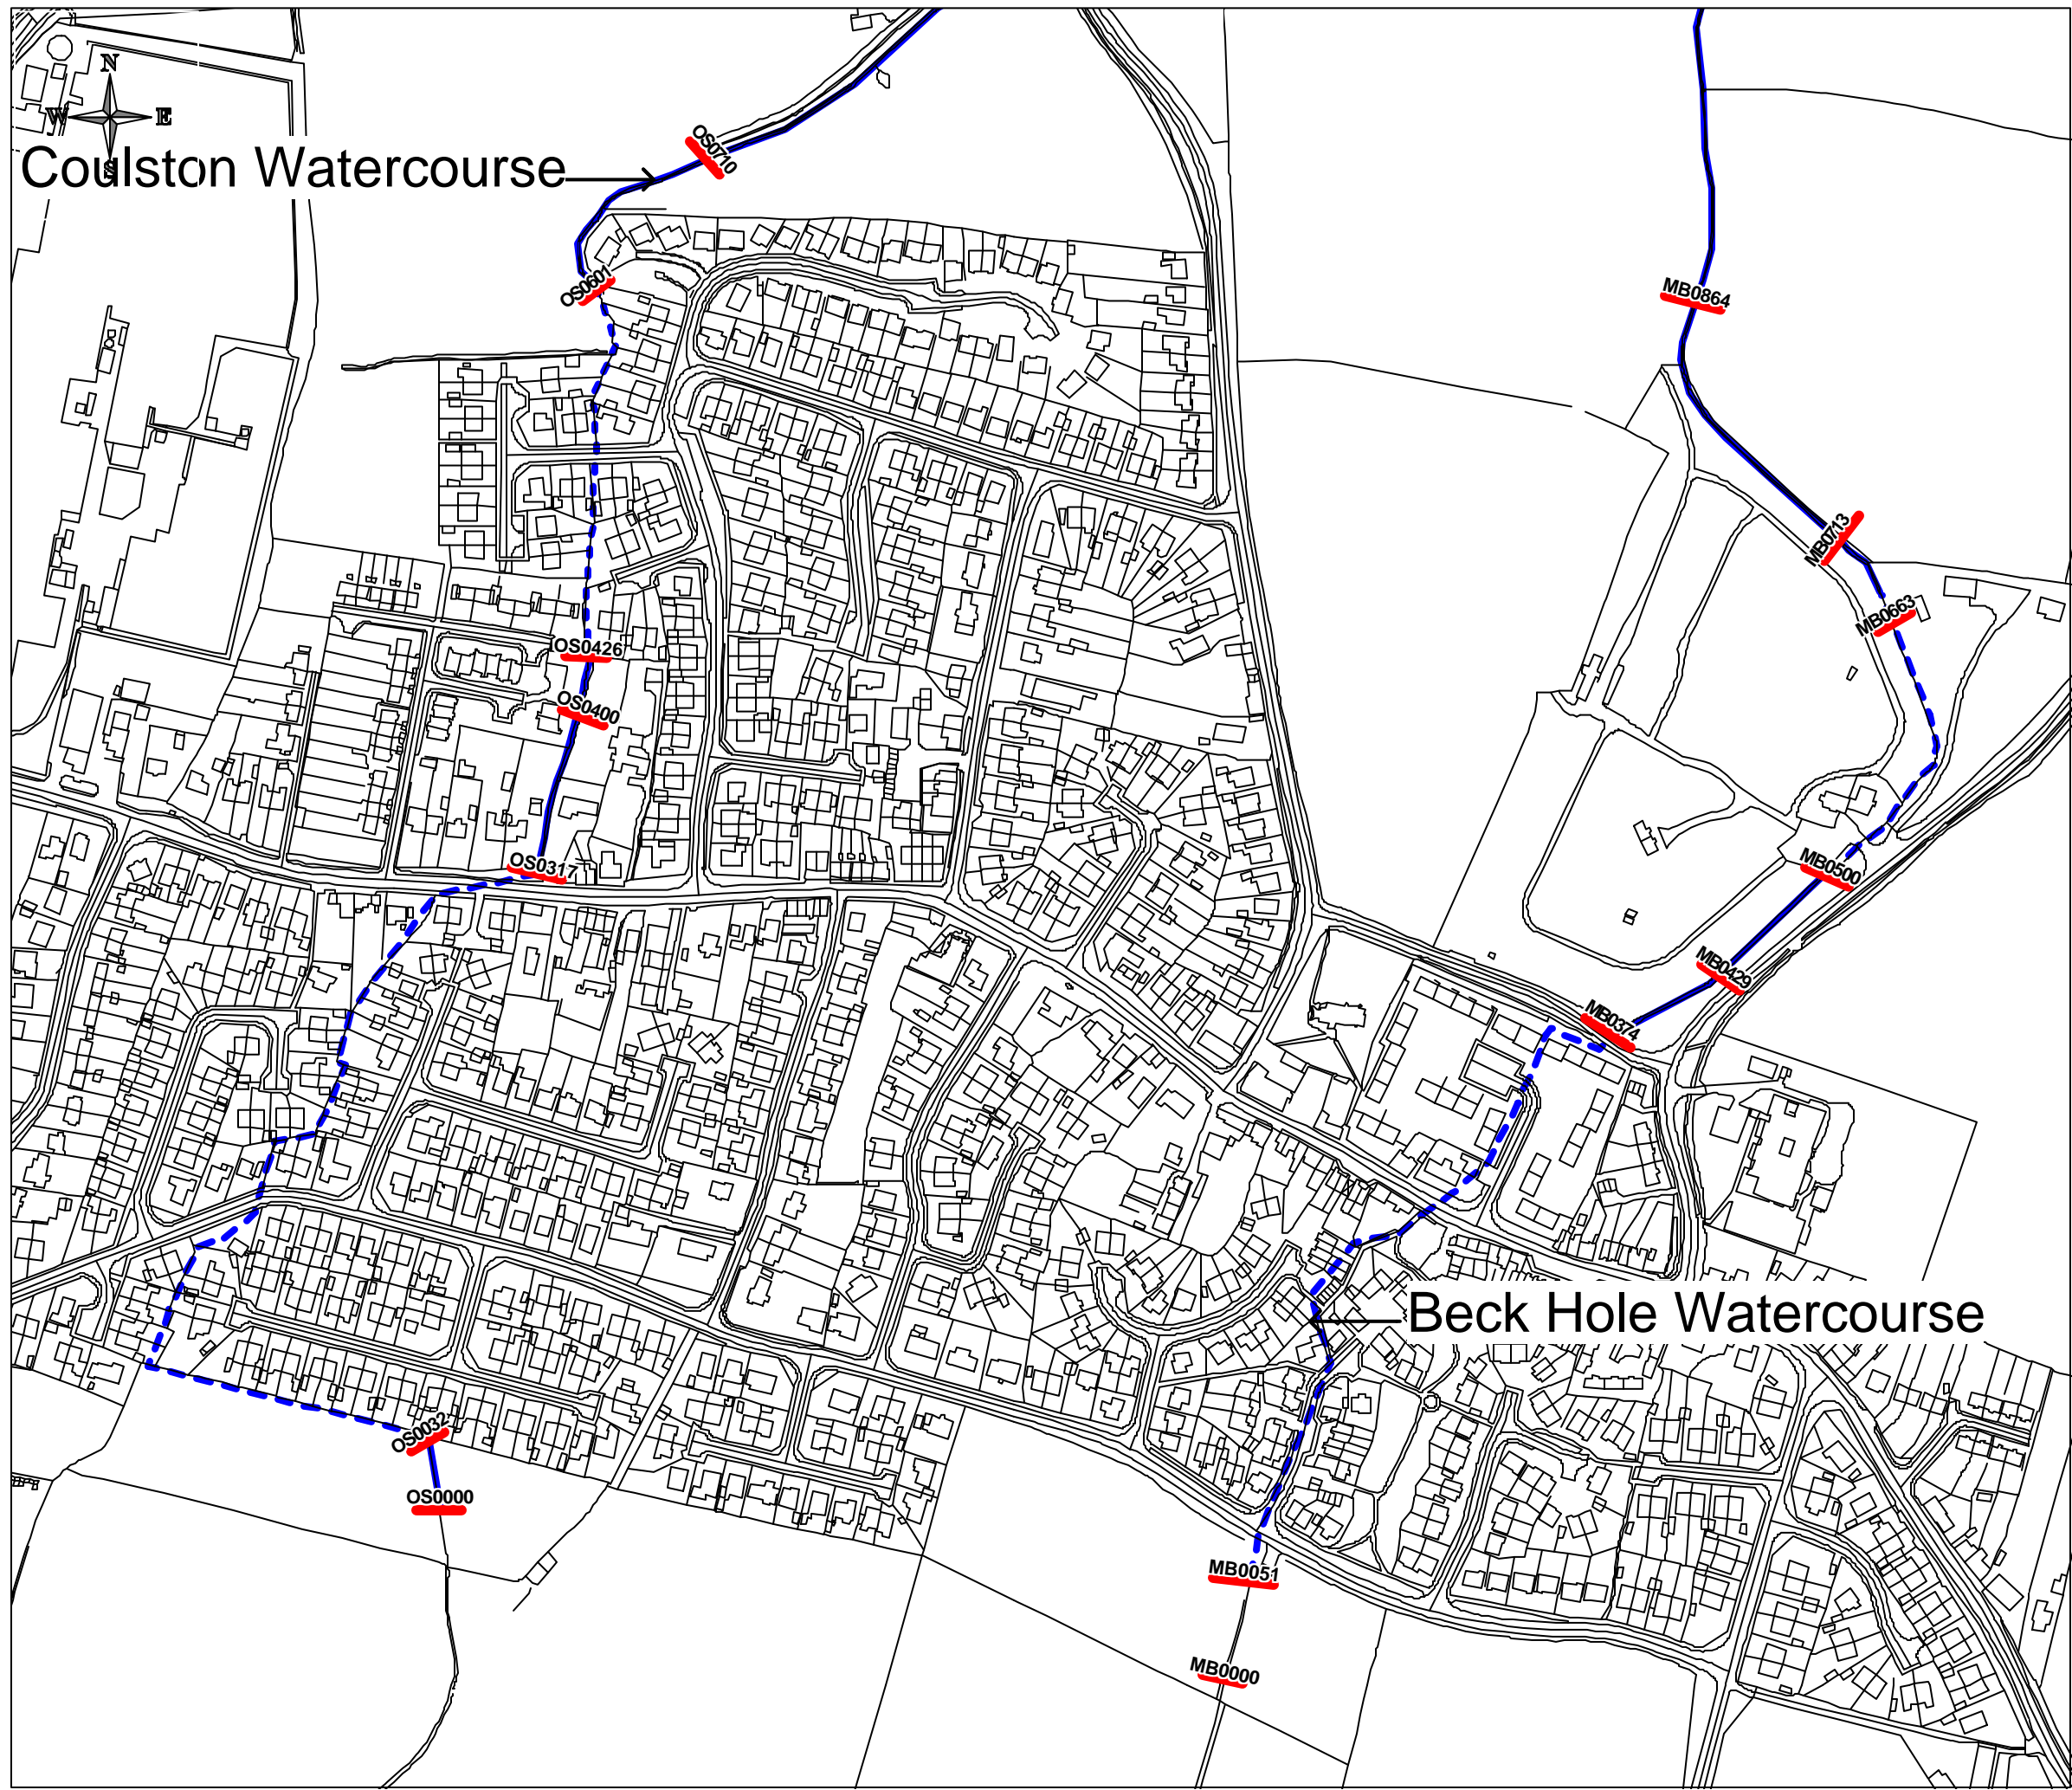 N
W E
S
Coulston Watercourse
OS0710
OS0601
MB0864
MB0713
MB0663
OS0426
OS0400
OS0317
MB0500
MB0429
MB0374
Beck Hole Watercourse
OS0032
OS0000
MB0051
MB0000